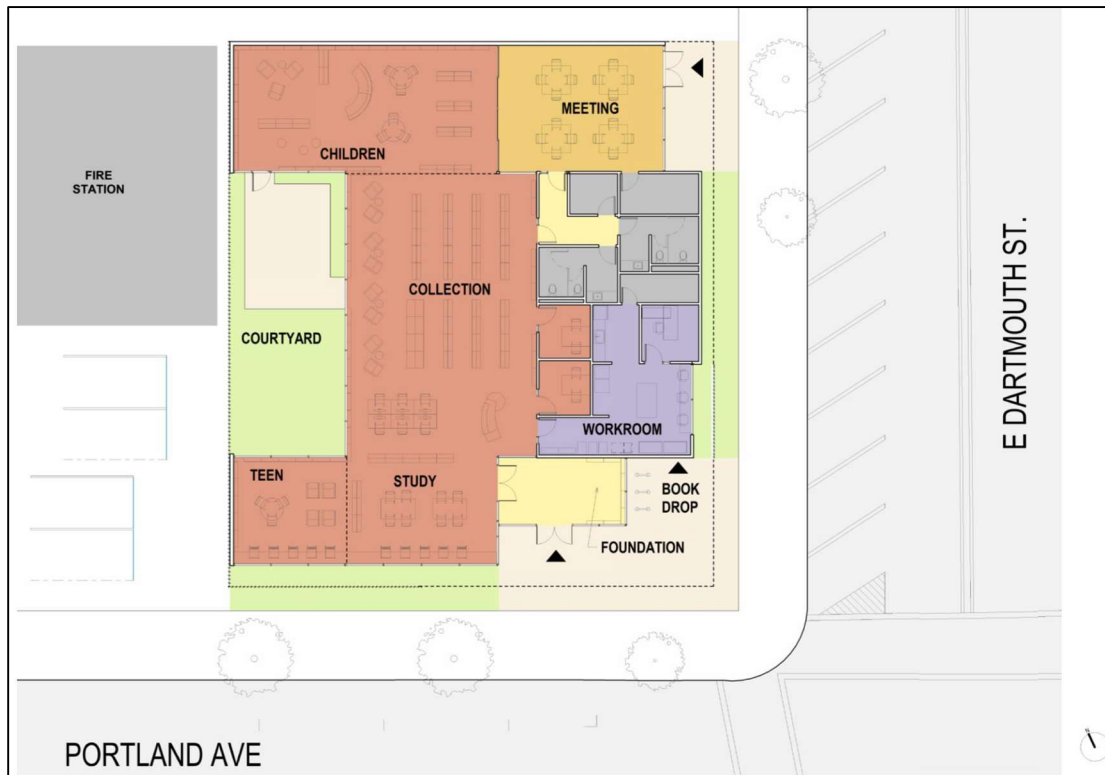 MEETING
CHILDREN
FIRE
STATION
E DARTMOUTH ST.
COLLECTION
COURTYARD
WORKROOM
TEEN
STUDY
BOOK
DROP
FOUNDATION
PORTLAND AVE